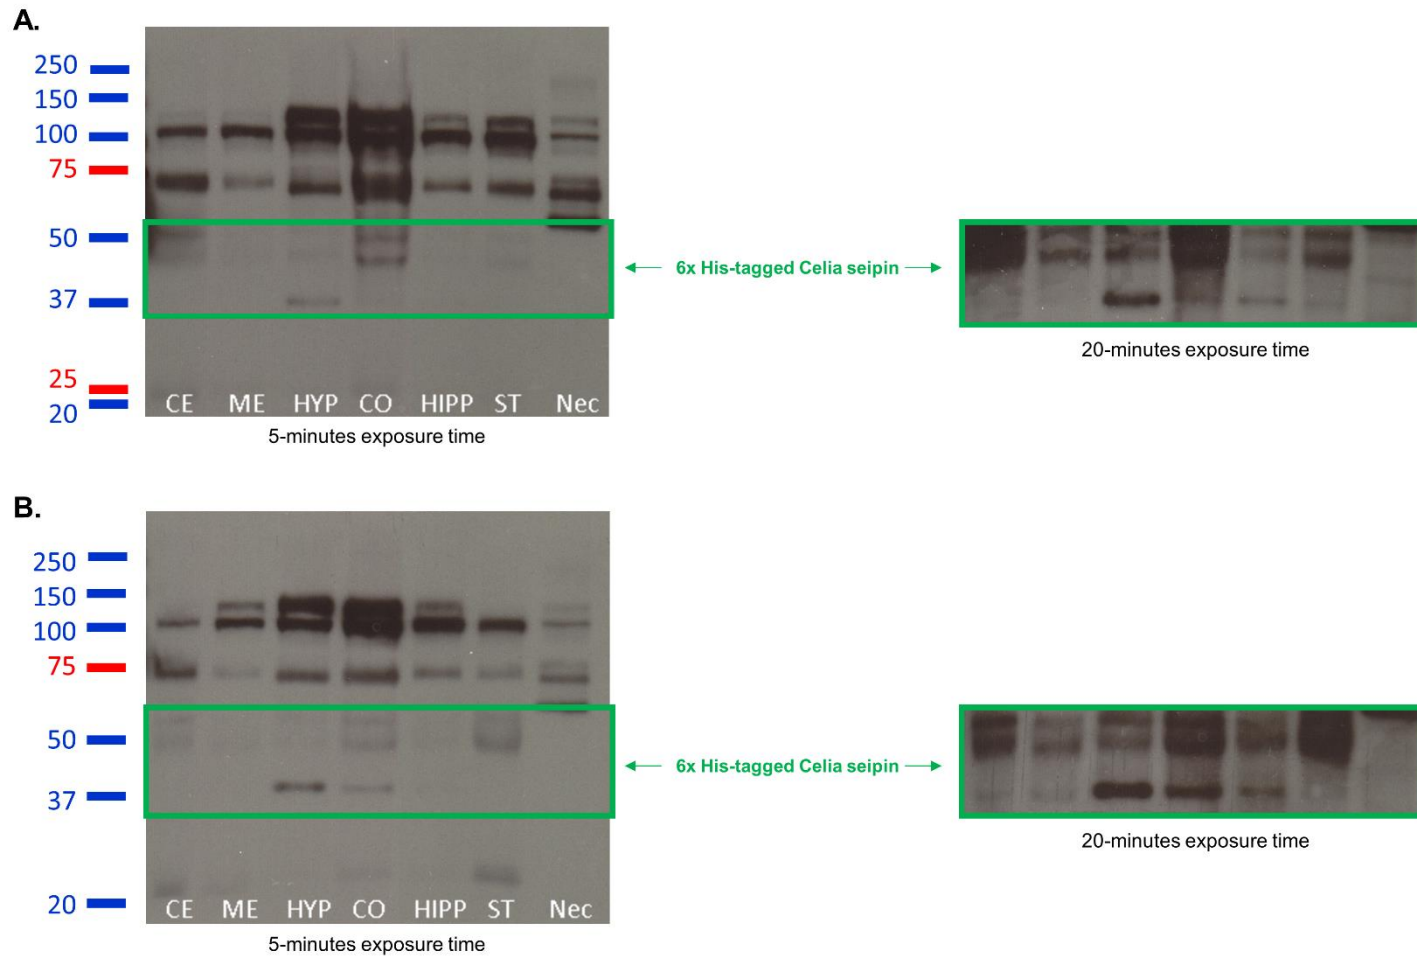 A.
250
150
100
75
50
37
25
20
CE ME HYP CO HIPP ST Nec
5-minutes exposure time
6x His-tagged Celia seipin
20-minutes exposure time
B.
250
150
100
75
50
37
20
CE ME HYP CO HIPP ST Nec
5-minutes exposure time
6x His-tagged Celia seipin
20-minutes exposure time